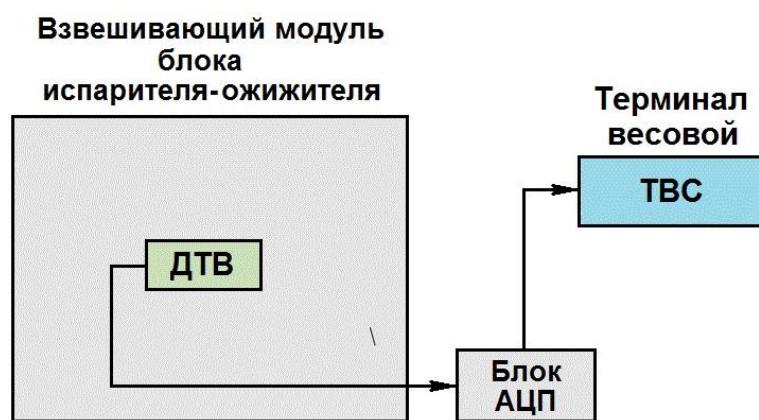 Взвешивающий модуль
блока
испарителя-ожижителя
Терминал
весовой
ТВС
ДТВ
Блок
АЦП